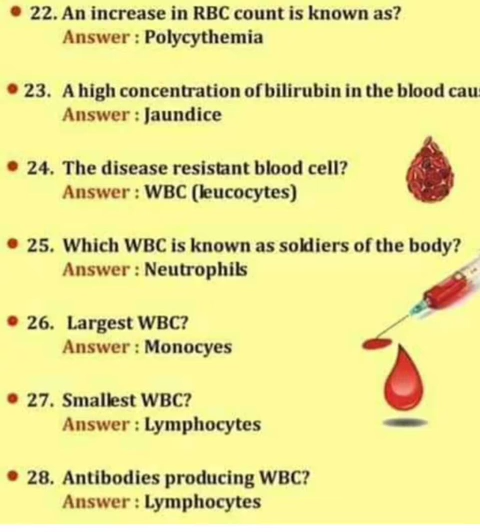 • 22. An increase in RBC count is known as?
Answer : Polycythemia
• 23. A high concentration of bilirubin in the blood cau
Answer : Jaundice
• 24. The disease resistant blood cell?
Answer : WBC (leucocytes)
• 25. Which WBC is known as soldiers of the body?
Answer : Neutrophils
• 26. Largest WBC?
Answer : Monocyes
• 27. Smallest WBC?
Answer : Lymphocytes
• 28. Antibodies producing WBC?
Answer : Lymphocytes